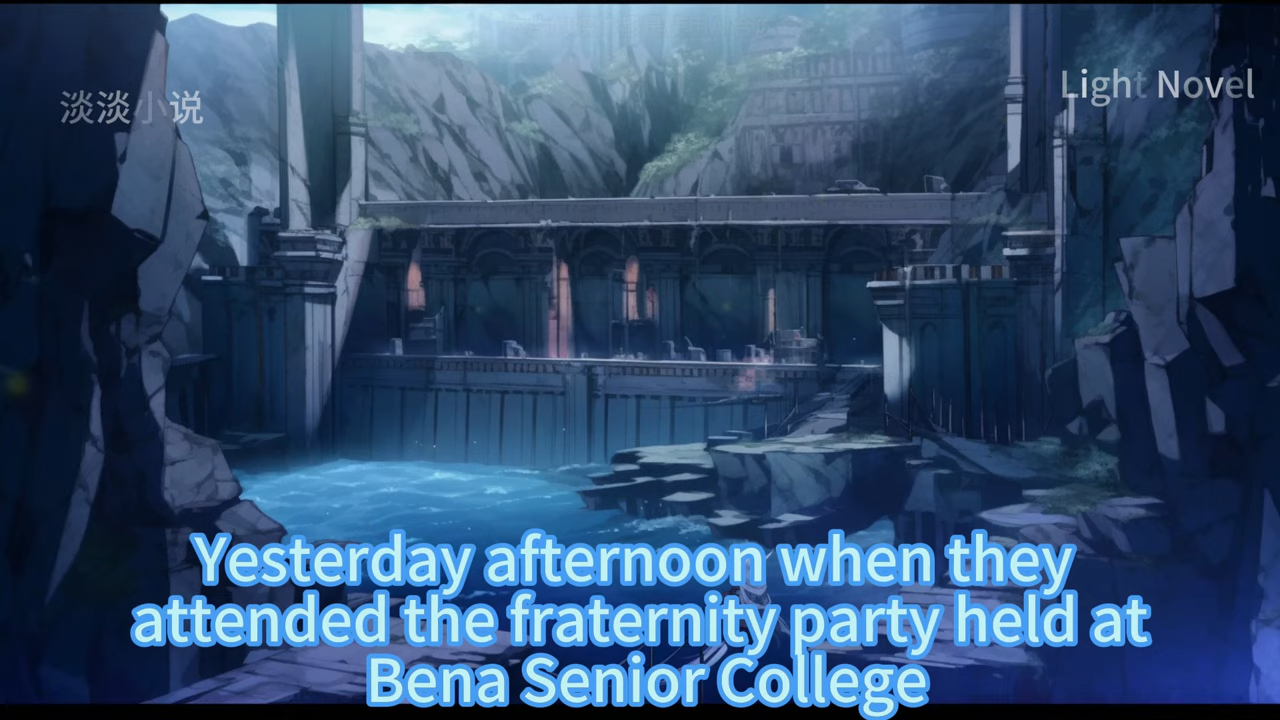 淡淡小说
Light Novel
Yesterday afternoon when they
attended the fraternity party held at
Bena Senior College